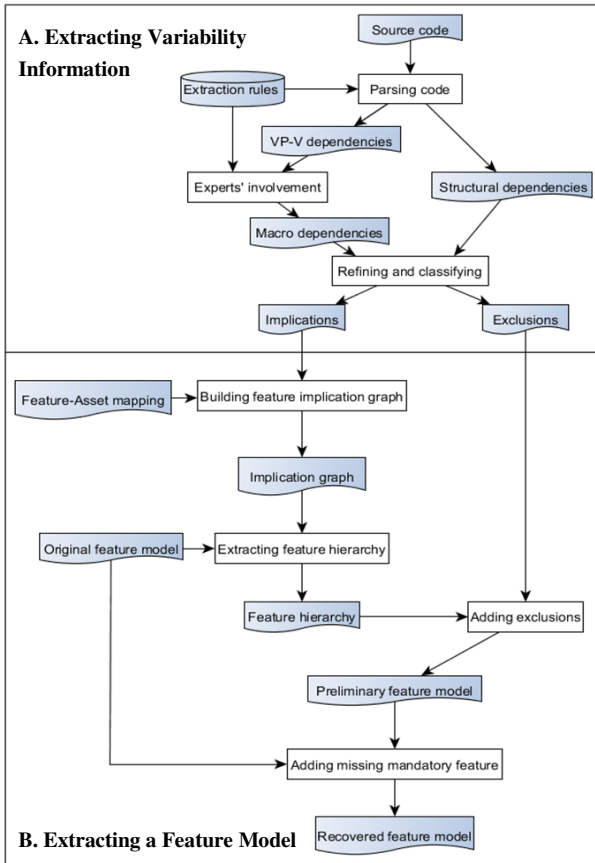 A. Extracting Variability
Information
Source code
Extraction rules
Parsing code
VP-V dependencies
Experts' involvement
Structural dependencies
Macro dependencies
Refining and classifying
Implications
Exclusions
Feature-Asset mapping
Building feature implication graph
Implication graph
Original feature model
Extracting feature hierarchy
Feature hierarchy
Adding exclusions
Preliminary feature model
Adding missing mandatory feature
B. Extracting a Feature Model
Recovered feature model